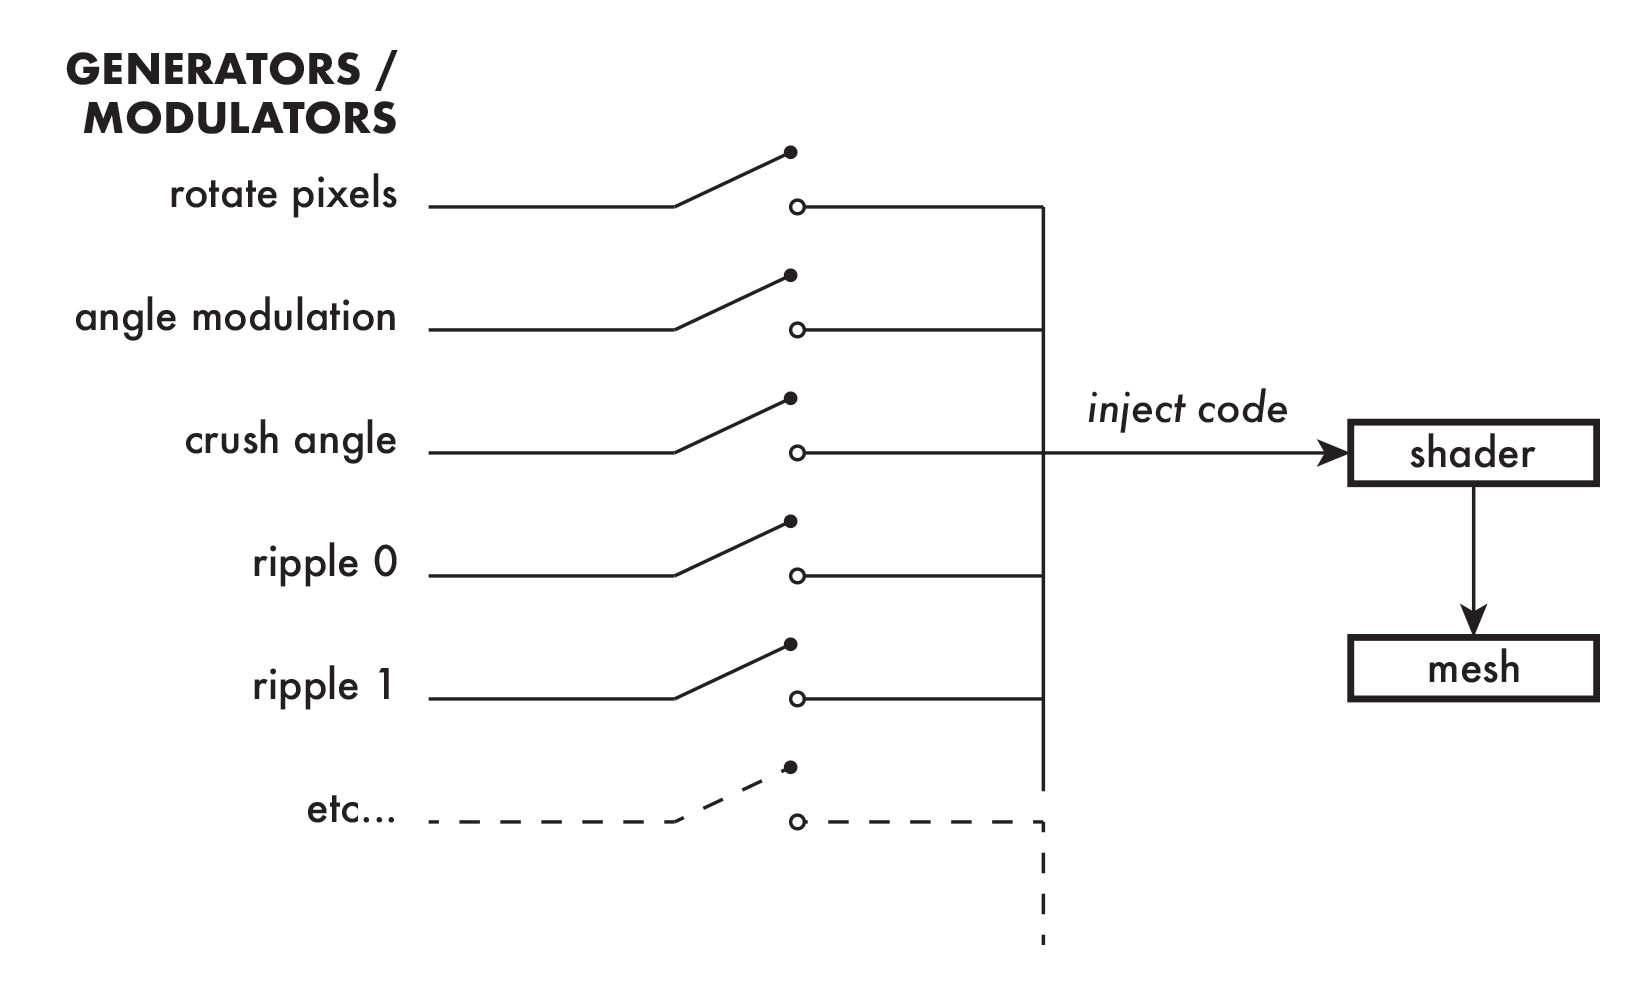 GENERATORS /
MODULATORS
rotate pixels
angle modulation
crush angle
inject code
shader
ripple 0
ripple 1
mesh
etc...